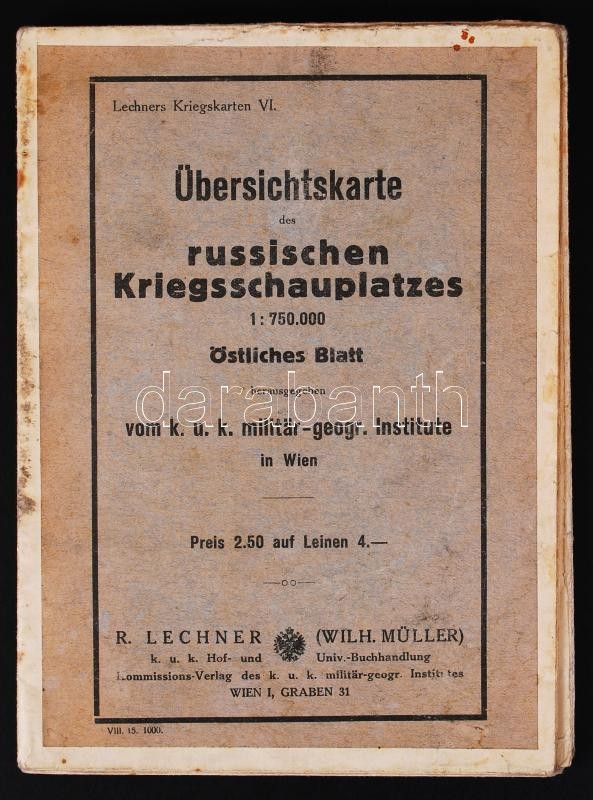 Lechners Kriegskarten VI.
Übersichtskarte
des
russischen
Kriegsschauplatzes
1 : 750.000
Östliches Blatt
herausgegeben
darabanth
vom k. u. k. militär-geogr. Institute
in Wien
Preis 2.50 auf Leinen 4.—
R. LECHNER (WILH. MÜLLER)
k. u. k. Hof- und Univ.-Buchhandlung
Kommissions-Verlag des k. u. k. militär-geogr. Institutes
WIEN I, GRABEN 31
VIII. 15. 1000.